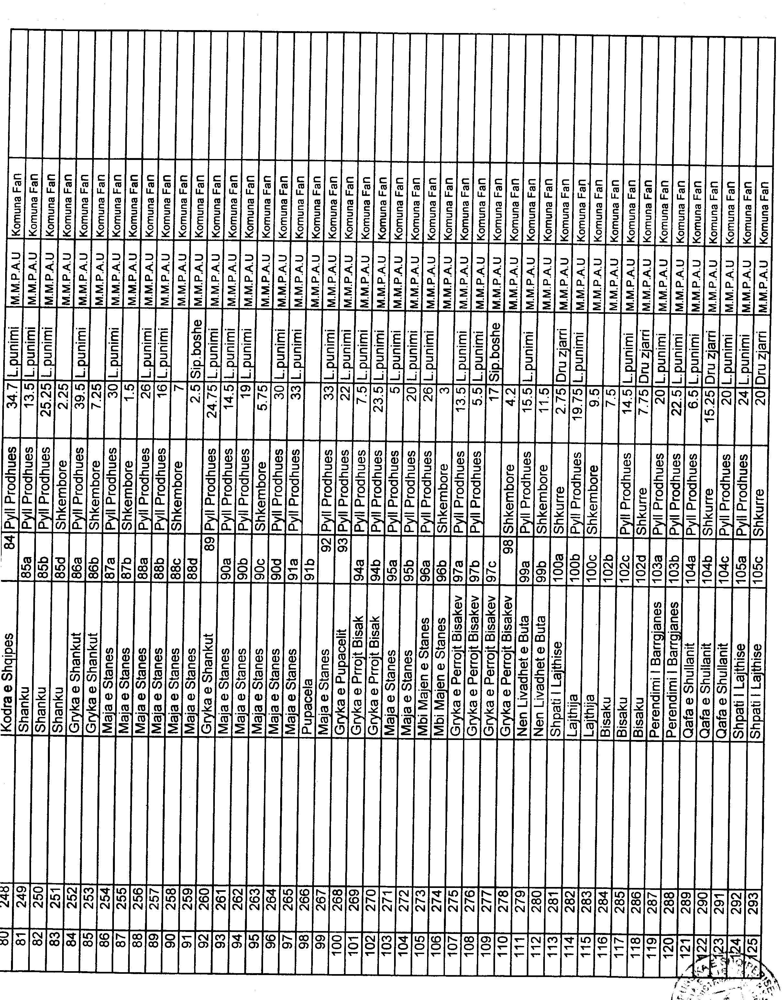 80 248 Kodra e Shqipes 84 Pyll Prodhues 34.7 L.punimi M.M.P.A.U Komuna Fan
81 249 Shanku 85a Pyll Prodhues 13.5 L.punimi M.M.P.A.U Komuna Fan
82 250 Shanku 85b Pyll Prodhues 25.25 L.punimi M.M.P.A.U Komuna Fan
83 251 Shanku 85d Shkembore 2.25 M.M.P.A.U Komuna Fan
84 252 Gryka e Shankut 86a Pyll Prodhues 39.5 L.punimi M.M.P.A.U Komuna Fan
85 253 Gryka e Shankut 86b Shkembore 7.25 M.M.P.A.U Komuna Fan
86 254 Maja e Stanes 87a Pyll Prodhues 30 L.punimi M.M.P.A.U Komuna Fan
87 255 Maja e Stanes 87b Shkembore 1.5 M.M.P.A.U Komuna Fan
88 256 Maja e Stanes 88a Pyll Prodhues 26 L.punimi M.M.P.A.U Komuna Fan
89 257 Maja e Stanes 88b Pyll Prodhues 16 L.punimi M.M.P.A.U Komuna Fan
90 258 Maja e Stanes 88c Shkembore 7 M.M.P.A.U Komuna Fan
91 259 Maja e Stanes 88d 2.5 Sip.boshe M.M.P.A.U Komuna Fan
92 260 Gryka e Shankut 89 Pyll Prodhues 24.75 L.punimi M.M.P.A.U Komuna Fan
93 261 Maja e Stanes 90a Pyll Prodhues 14.5 L.punimi M.M.P.A.U Komuna Fan
94 262 Maja e Stanes 90b Pyll Prodhues 19 L.punimi M.M.P.A.U Komuna Fan
95 263 Maja e Stanes 90c Shkembore 5.75 M.M.P.A.U Komuna Fan
96 264 Maja e Stanes 90d Pyll Prodhues 30 L.punimi M.M.P.A.U Komuna Fan
97 265 Maja e Stanes 91a Pyll Prodhues 33 L.punimi M.M.P.A.U Komuna Fan
98 266 Pupacela 91b M.M.P.A.U Komuna Fan
99 267 Maja e Stanes 92 Pyll Prodhues 33 L.punimi M.M.P.A.U Komuna Fan
100 268 Gryka e Pupacelit 93 Pyll Prodhues 22 L.punimi M.M.P.A.U Komuna Fan
101 269 Gryka e Prrojt Bisak 94a Pyll Prodhues 7.5 L.punimi M.M.P.A.U Komuna Fan
102 270 Gryka e Prrojt Bisak 94b Pyll Prodhues 23.5 L.punimi M.M.P.A.U Komuna Fan
103 271 Maja e Stanes 95a Pyll Prodhues 5 L.punimi M.M.P.A.U Komuna Fan
104 272 Maja e Stanes 95b Pyll Prodhues 20 L.punimi M.M.P.A.U Komuna Fan
105 273 Mbi Majen e Stanes 96a Pyll Prodhues 26 L.punimi M.M.P.A.U Komuna Fan
106 274 Mbi Majen e Stanes 96b Shkembore 3 M.M.P.A.U Komuna Fan
107 275 Gryka e Perrojt Bisakev 97a Pyll Prodhues 13.5 L.punimi M.M.P.A.U Komuna Fan
108 276 Gryka e Perrojt Bisakev 97b Pyll Prodhues 5.5 L.punimi M.M.P.A.U Komuna Fan
109 277 Gryka e Perrojt Bisakev 97c 17 Sip.boshe M.M.P.A.U Komuna Fan
110 278 Gryka e Perrojt Bisakev 98 Shkembore 4.2 M.M.P.A.U Komuna Fan
111 279 Nen Livadhet e Buta 99a Pyll Prodhues 15.5 L.punimi M.M.P.A.U Komuna Fan
112 280 Nen Livadhet e Buta 99b Shkembore 11.5 M.M.P.A.U Komuna Fan
113 281 Shpati I Lajthise 100a Shkurre 2.75 Dru zjarri M.M.P.A.U Komuna Fan
114 282 Lajthija 100b Pyll Prodhues 19.75 L.punimi M.M.P.A.U Komuna Fan
115 283 Lajthija 100c Shkembore 9.5 M.M.P.A.U Komuna Fan
116 284 Bisaku 102b 7.5 M.M.P.A.U Komuna Fan
117 285 Bisaku 102c Pyll Prodhues 14.5 L.punimi M.M.P.A.U Komuna Fan
118 286 Bisaku 102d Shkurre 7.75 Dru zjarri M.M.P.A.U Komuna Fan
119 287 Perendimi I Barrgjanes 103a Pyll Prodhues 20 L.punimi M.M.P.A.U Komuna Fan
120 288 Perendimi I Barrgjanes 103b Pyll Prodhues 22.5 L.punimi M.M.P.A.U Komuna Fan
121 289 Qafa e Shullanit 104a Pyll Prodhues 6.5 L.punimi M.M.P.A.U Komuna Fan
122 290 Qafa e Shullanit 104b Shkurre 15.25 Dru zjarri M.M.P.A.U Komuna Fan
123 291 Qafa e Shullanit 104c Pyll Prodhues 20 L.punimi M.M.P.A.U Komuna Fan
124 292 Shpati I Lajthise 105a Pyll Prodhues 24 L.punimi M.M.P.A.U Komuna Fan
125 293 Shpati I Lajthise 105c Shkurre 20 Dru zjarri M.M.P.A.U Komuna Fan